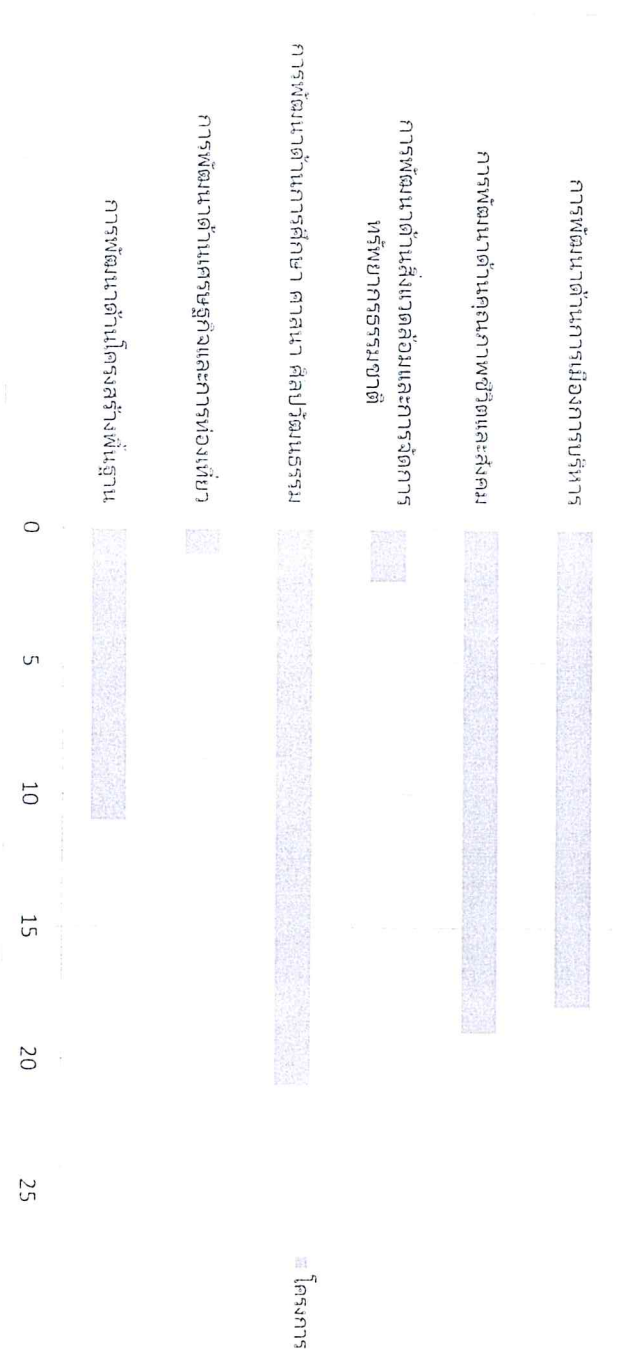 การพัฒนาด้านการเมืองการบริหาร
การพัฒนาด้านคุณภาพชีวิตและสังคม
การพัฒนาด้านสิ่งแวดล้อมและการจัดการ
ทรัพยากรธรรมชาติ
การพัฒนาด้านการศึกษา ศาสนา ศิลปวัฒนธรรม
การพัฒนาด้านเศรษฐกิจและการท่องเที่ยว
การพัฒนาด้านโครงสร้างพื้นฐาน
0 5 10 15 20 25
โครงการ